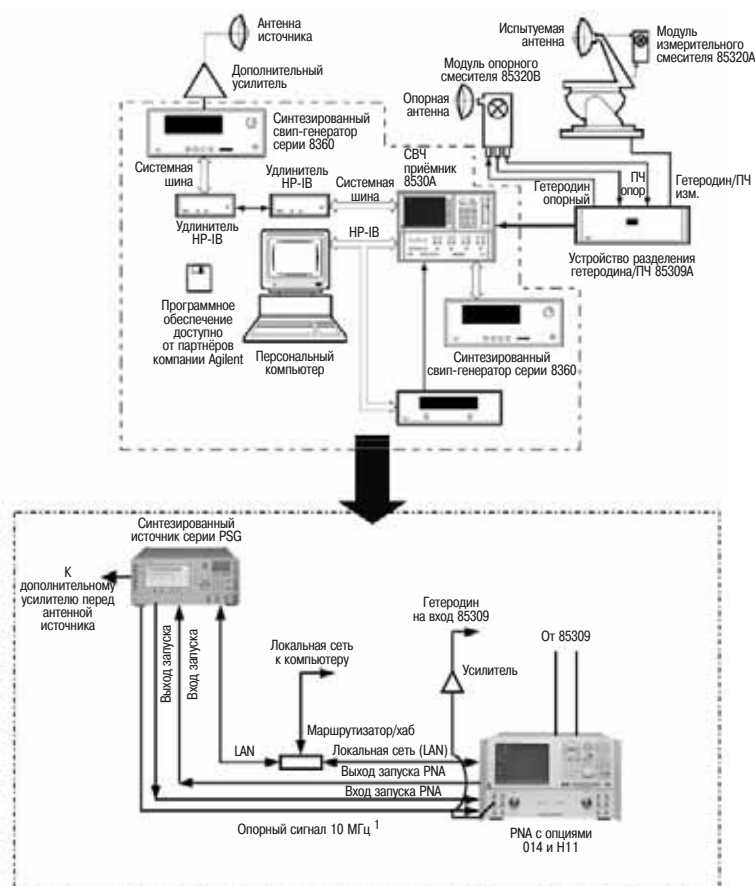 Антенна
источника
Дополнительный
усилитель
Синтезированный
свип-генератор
серии 8360
Системная
шина
Удлинитель
HP-IB
Удлинитель
HP-IB
Системная
шина
HP-IB
Программное
обеспечение
доступно
от партнёров
компании Agilent
Персональный
компьютер
Испытуемая
антенна
Модуль
измерительного
смесителя 85320A
Модуль опорного
смесителя 85320B
Опорная
антенна
СВЧ
приёмник
8530A
Гетеродин
опорный
ПЧ
опор
Гетеродин/ПЧ
изм.
Устройство разделения
гетеродина/ПЧ 85309A
Синтезированный
свип-генератор серии 8360
Синтезированный
источник серии PSG
К
дополнительному
усилителю перед
антенной
источника
Выход запуска
Вход запуска
Локальная сеть
к компьютеру
Гетеродин
на вход 85309
От 85309
Усилитель
Маршрутизатор/хаб
LAN
Локальная сеть (LAN)
Выход запуска PNA
Вход запуска PNA
Опорный сигнал 10 МГц 1
PNA с опциями
014 и H11